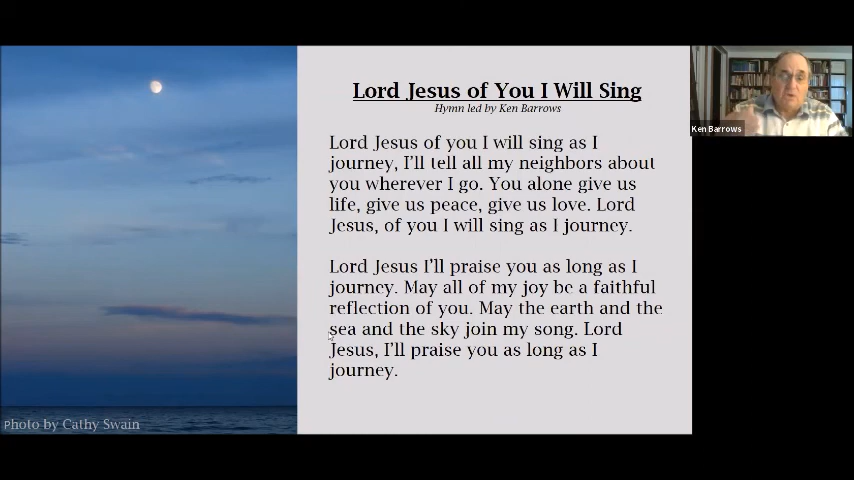 Lord Jesus of You I Will Sing
Hymn led by Ken Barrows
Lord Jesus of you I will sing as I
journey, I'll tell all my neighbors about
you wherever I go. You alone give us
life, give us peace, give us love. Lord
Jesus, of you I will sing as I journey.
Lord Jesus I'll praise you as long as I
journey. May all of my joy be a faithful
reflection of you. May the earth and the
sea and the sky join my song. Lord
Jesus, I'll praise you as long as I
journey.
Photo by Cathy Swain
Ken Barrows